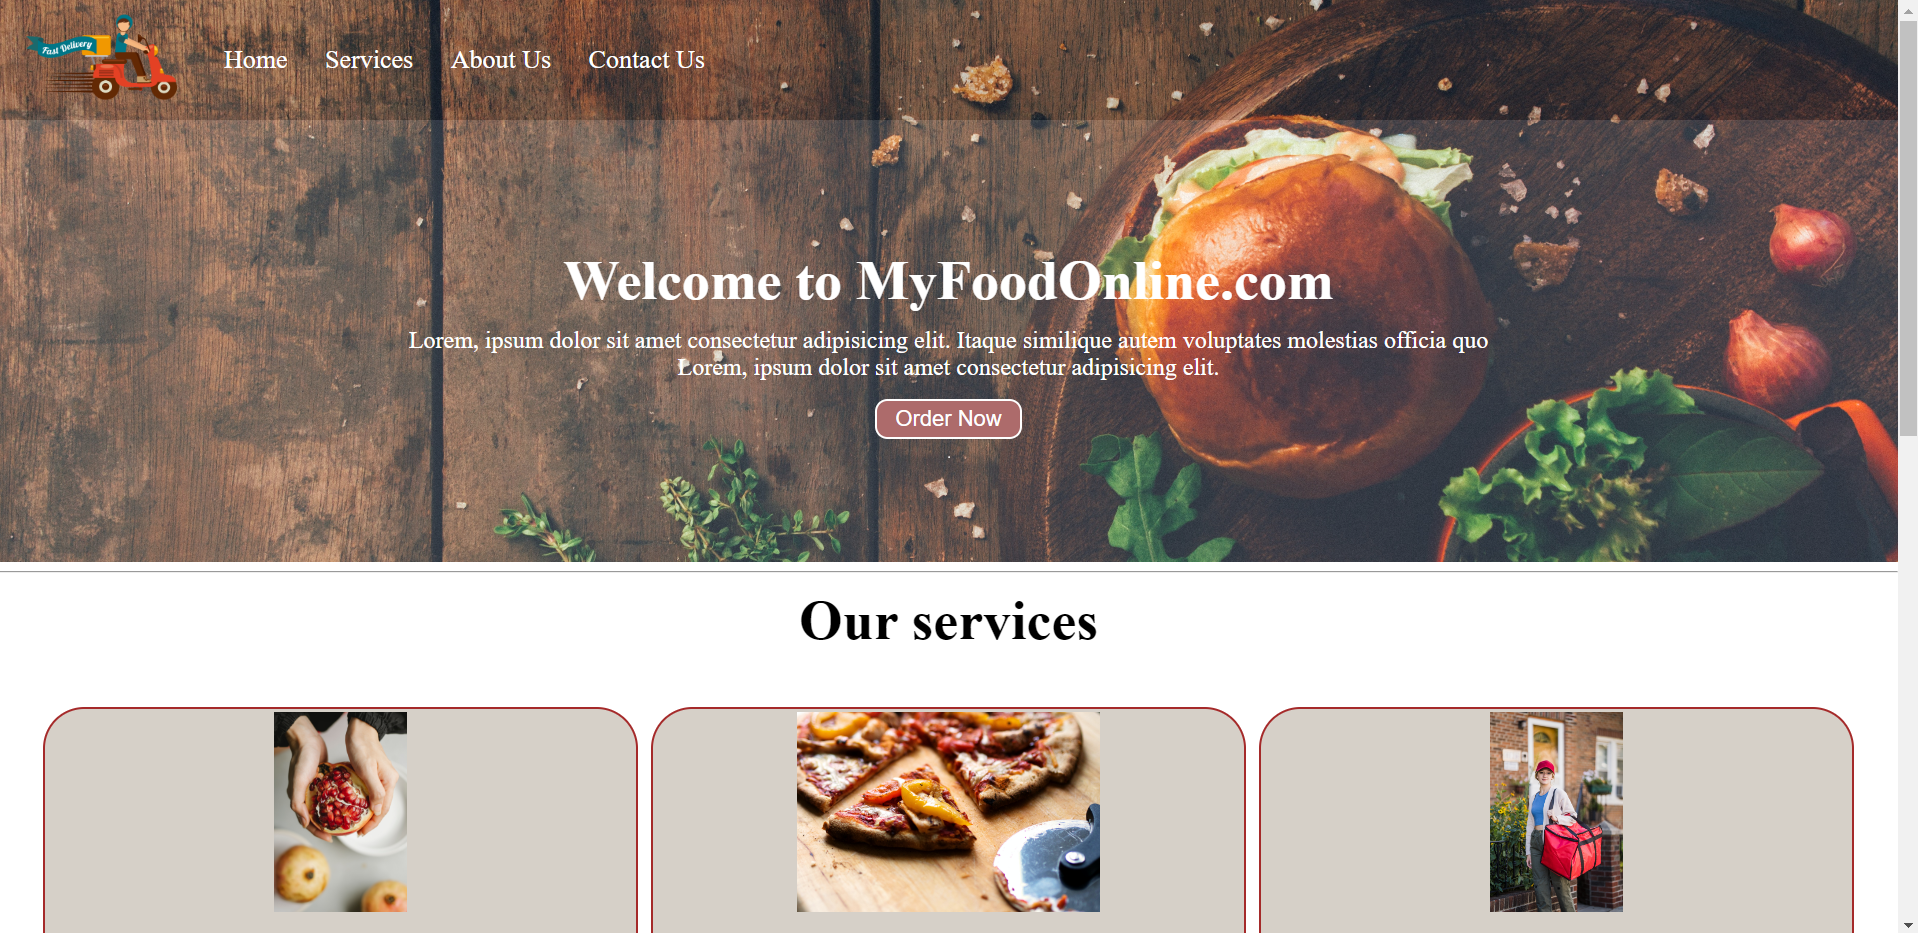 Fast Delivery
Home
Services
About Us
Contact Us
Welcome to MyFoodOnline.com
Lorem, ipsum dolor sit amet consectetur adipisicing elit. Itaque similique autem voluptates molestias officia quo
Lorem, ipsum dolor sit amet consectetur adipisicing elit.
Order Now
Our services